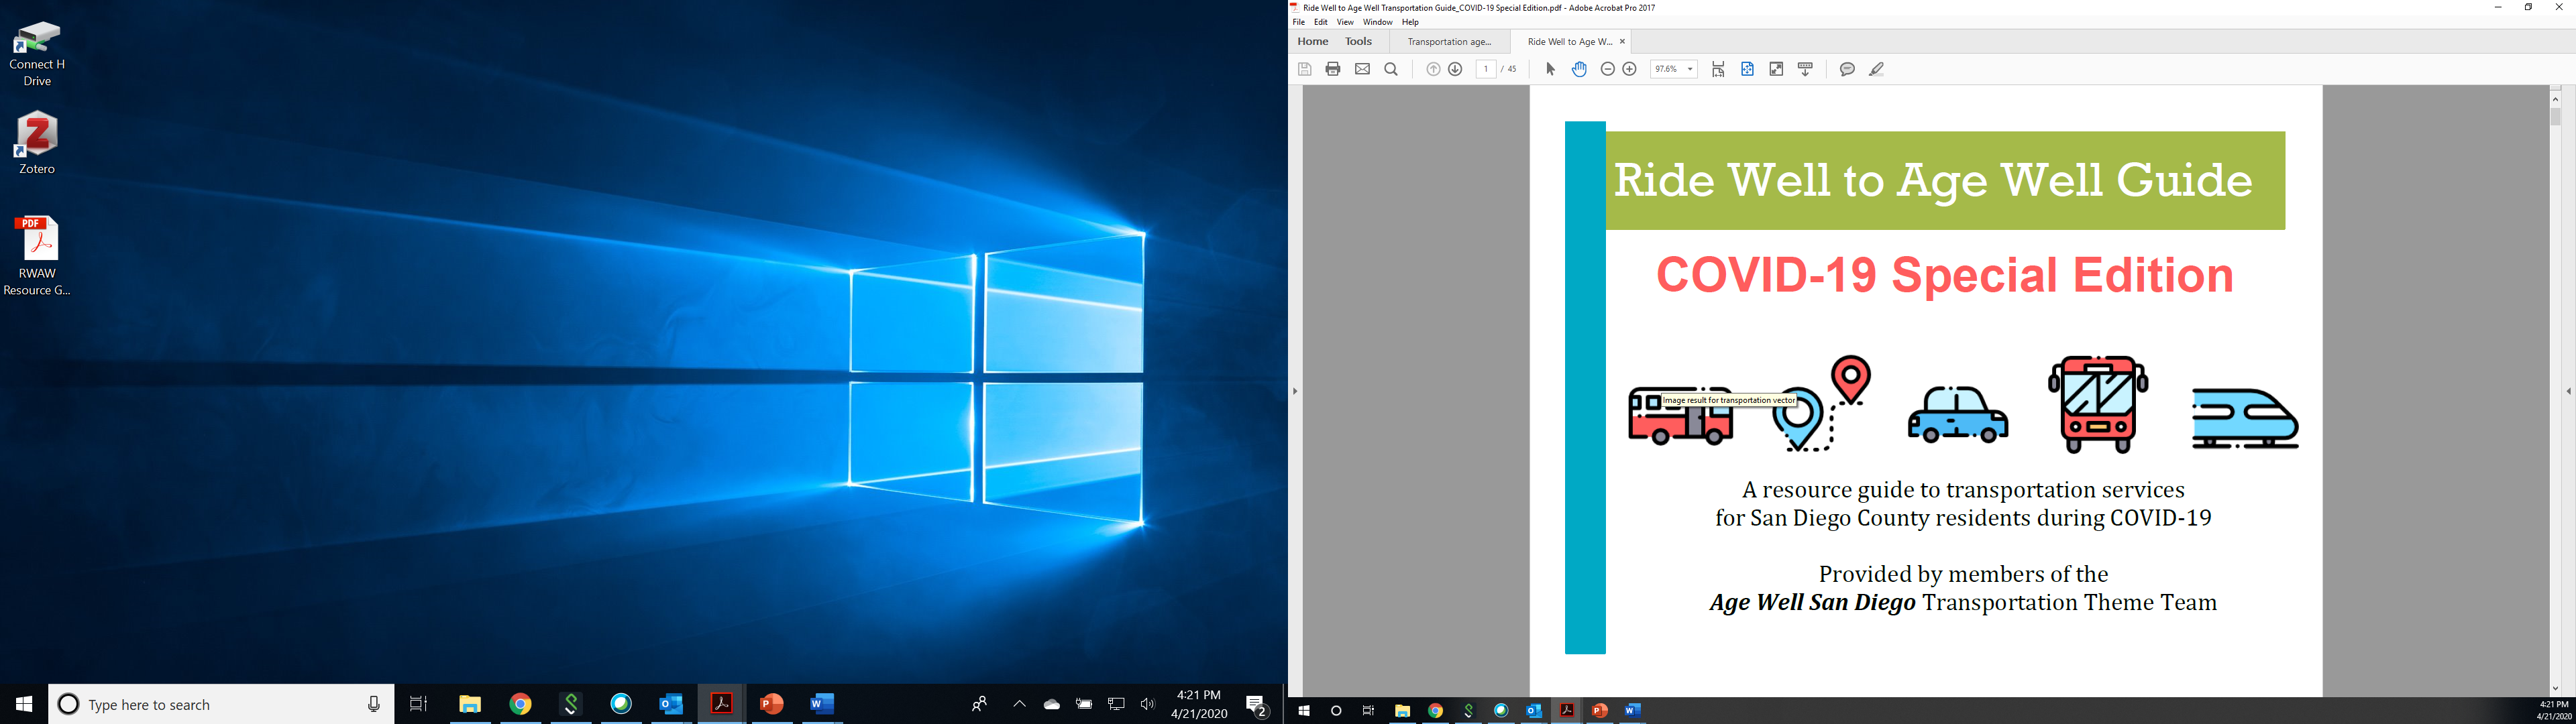 Connect H
Drive
Zotero
PDF
RWAW
Resource G...
Type here to search
4:21 PM
4/21/2020
2
Ride Well to Age Well Transportation Guide_COVID-19 Special Edition.pdf - Adobe Acrobat Pro 2017
File Edit View Window Help
Home Tools Transportation age... Ride Well to Age W... ×
1 / 45 97.6%
Ride Well to Age Well Guide
COVID-19 Special Edition
Image result for transportation vector
A resource guide to transportation services
for San Diego County residents during COVID-19
Provided by members of the
Age Well San Diego Transportation Theme Team
4:21 PM
4/21/2020